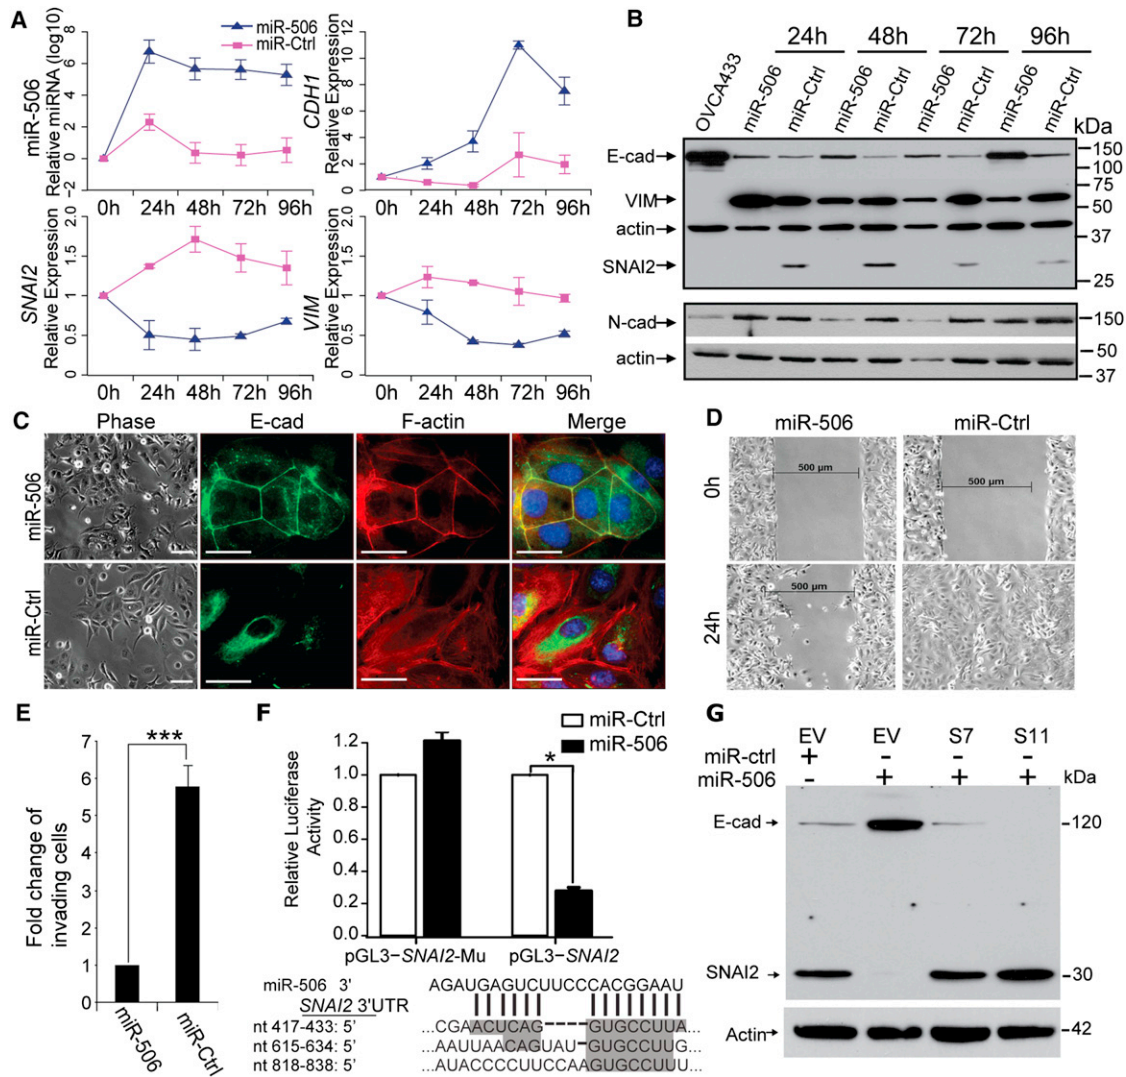 A
miR-506
miR-Ctrl
miR-506
Relative miRNA (log10)
-2 0 2 4 6 8
0h 24h 48h 72h 96h
CDH1
Relative Expression
0 2 4 6 8 10 12
0h 24h 48h 72h 96h
SNAI2
Relative Expression
0 0.5 1 1.5 2.0
0h 24h 48h 72h 96h
VIM
Relative Expression
0 0.5 1 1.5 2.0
0h 24h 48h 72h 96h
B
24h 48h 72h 96h
OVCA433 miR-506 miR-Ctrl miR-506 miR-Ctrl miR-506 miR-Ctrl miR-506 miR-Ctrl
kDa
E-cad
VIM
actin
SNAI2
150
100
75
50
37
25
N-cad
150
actin
50
37
C
Phase E-cad F-actin Merge
miR-506
miR-Ctrl
D
miR-506 miR-Ctrl
0h
500 µm
500 µm
24h
500 µm
E
***
Fold change of
invading cells
0 1 2 3 4 5 6 7
miR-506 miR-Ctrl
F
miR-Ctrl
miR-506
*
Relative Luciferase
Activity
0.0 0.2 0.4 0.6 0.8 1.0 1.2
pGL3-SNAI2-Mu pGL3-SNAI2
miR-506 3' AGAUGAGUCUUCCCACGGAAU
SNAI2 3'UTR
nt 417-433: 5' ...CGAACUCAG----GUGCCUUA...
nt 615-634: 5' ...AAUUAACAGUAU-GUGCCUUG...
nt 818-838: 5' ...AUACCCCUUCCAAGUGCCUUU...
G
EV EV S7 S11
miR-ctrl + - - -
miR-506 - + + +
kDa
E-cad
120
SNAI2
30
Actin
42